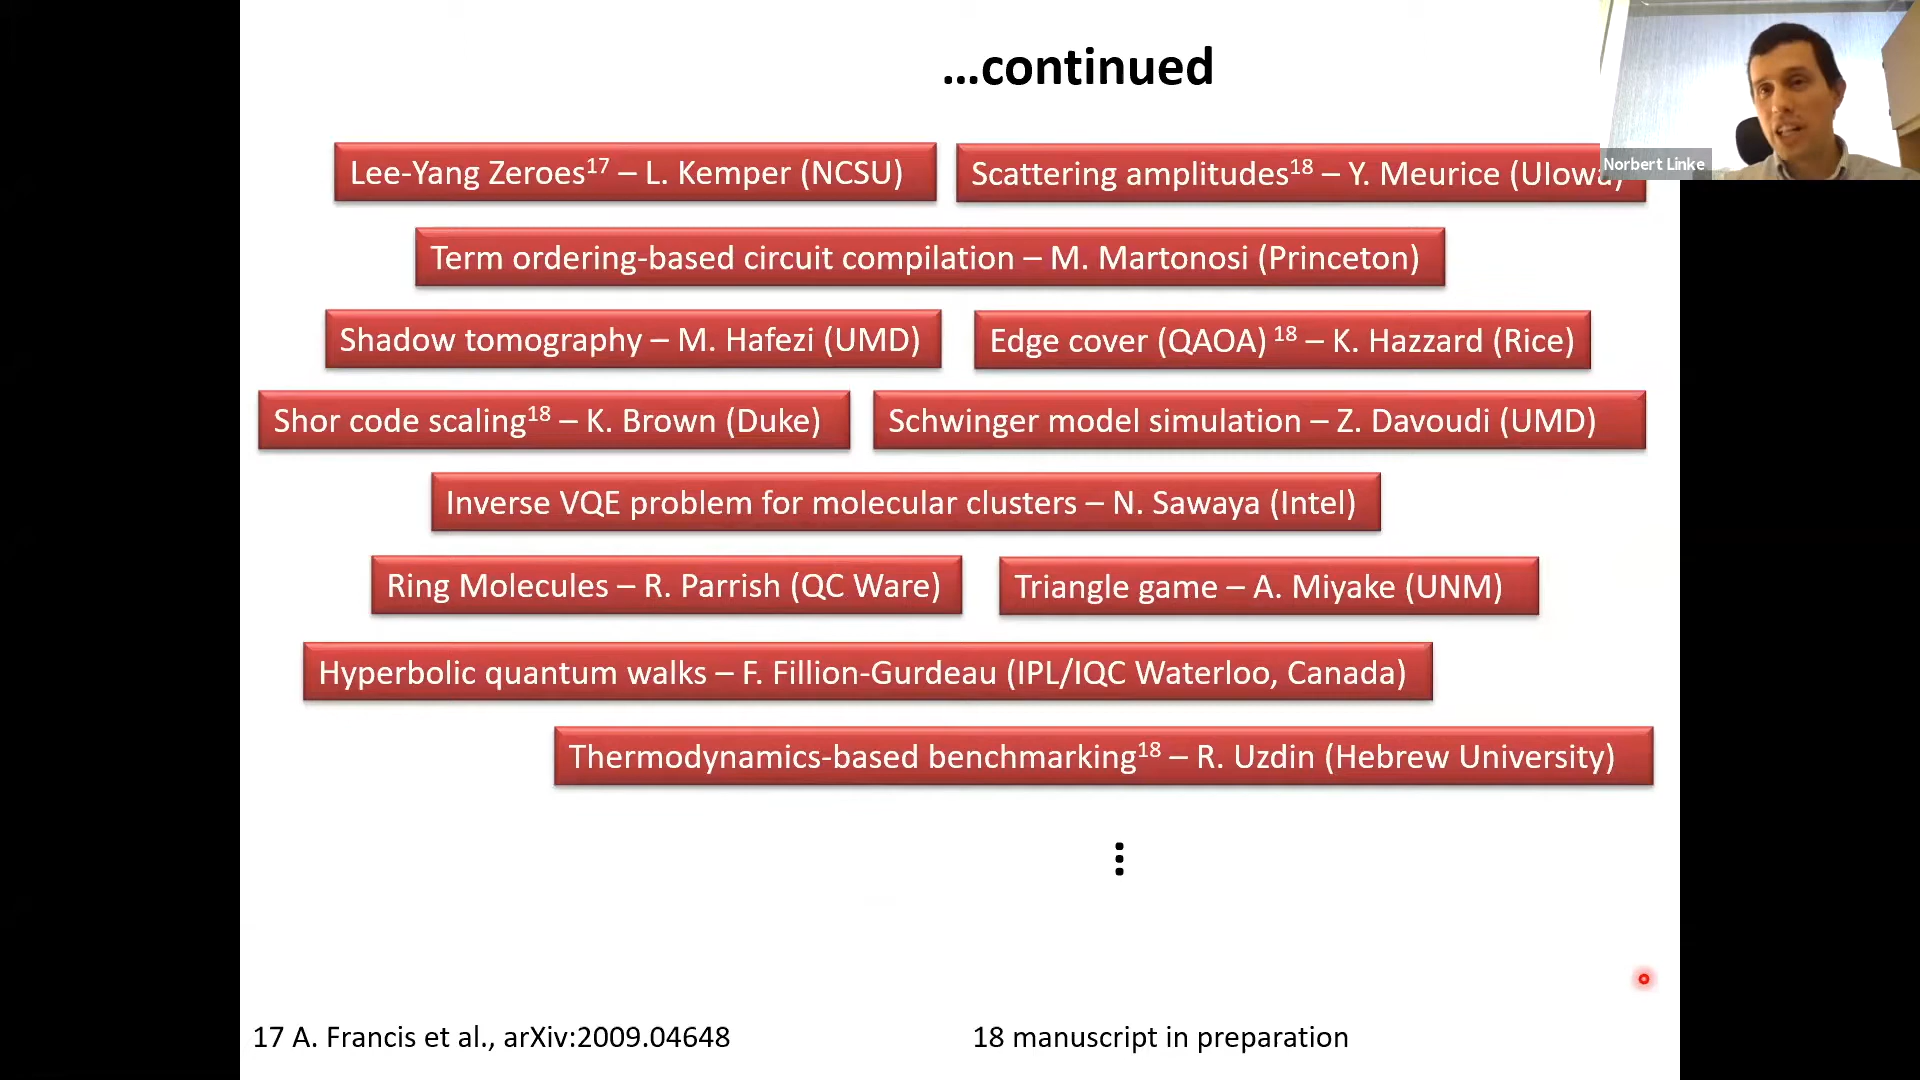 ...continued
Norbert Linke
Lee-Yang Zeroes17 – L. Kemper (NCSU)
Scattering amplitudes18 – Y. Meurice (UIowa)
Term ordering-based circuit compilation – M. Martonosi (Princeton)
Shadow tomography – M. Hafezi (UMD)
Edge cover (QAOA) 18 – K. Hazzard (Rice)
Shor code scaling18 – K. Brown (Duke)
Schwinger model simulation – Z. Davoudi (UMD)
Inverse VQE problem for molecular clusters – N. Sawaya (Intel)
Ring Molecules – R. Parrish (QC Ware)
Triangle game – A. Miyake (UNM)
Hyperbolic quantum walks – F. Fillion-Gurdeau (IPL/IQC Waterloo, Canada)
Thermodynamics-based benchmarking18 – R. Uzdin (Hebrew University)
⋮
17 A. Francis et al., arXiv:2009.04648
18 manuscript in preparation